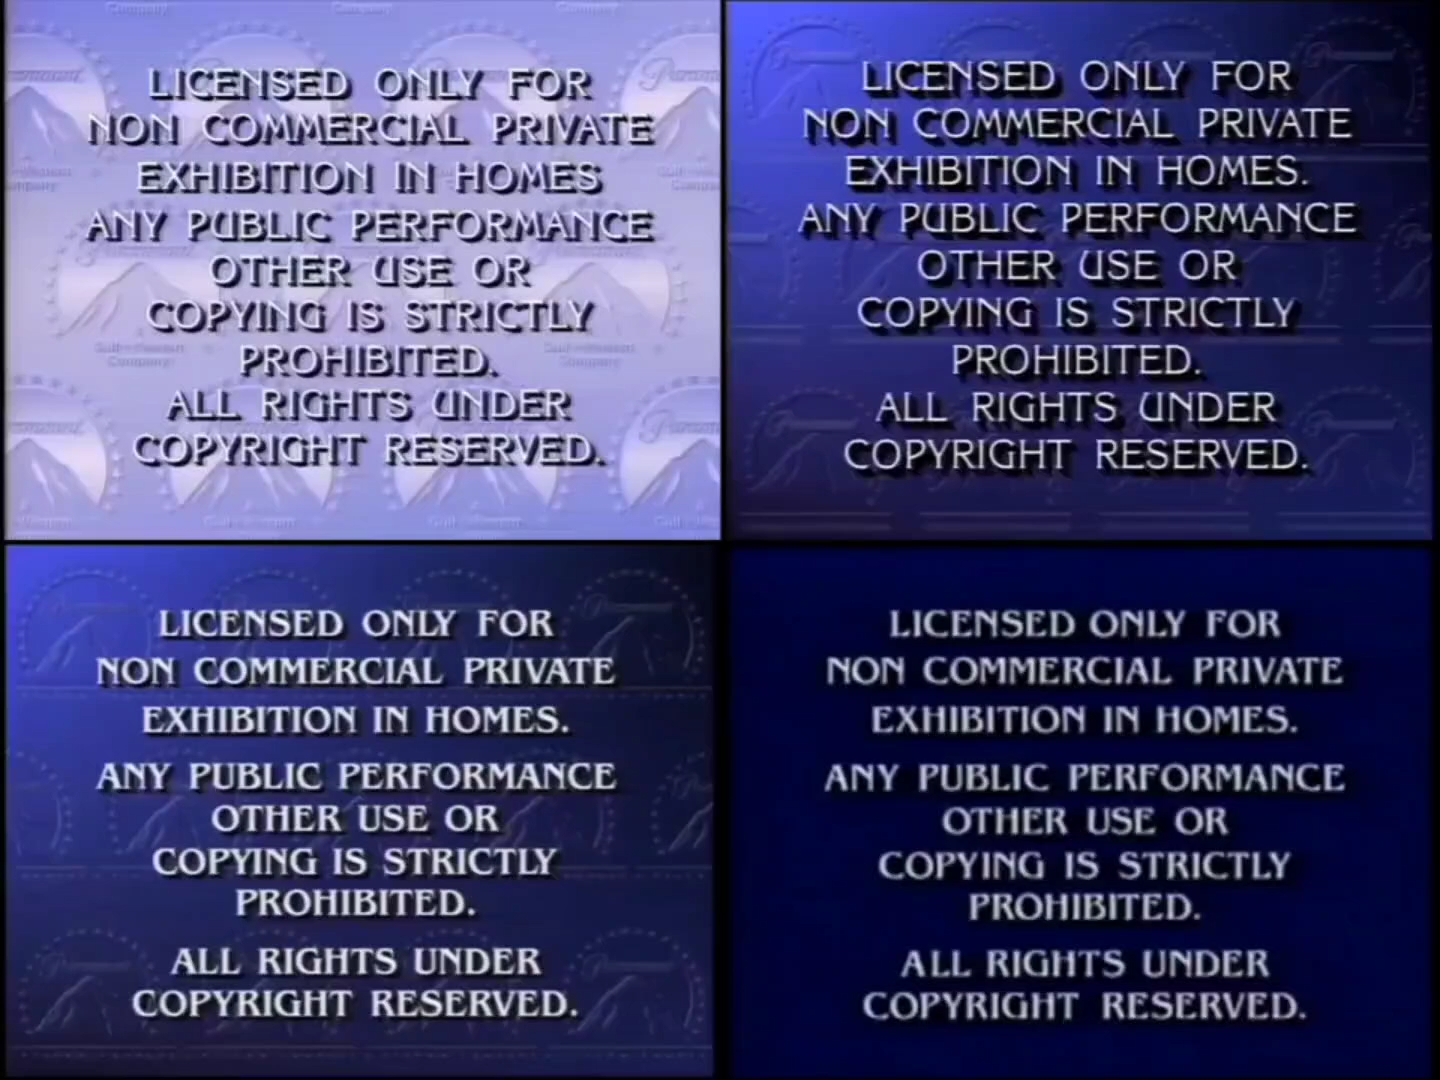 LICENSED ONLY FOR
NON COMMERCIAL PRIVATE
EXHIBITION IN HOMES
ANY PUBLIC PERFORMANCE
OTHER USE OR
COPYING IS STRICTLY
PROHIBITED.
ALL RIGHTS UNDER
COPYRIGHT RESERVED.
LICENSED ONLY FOR
NON COMMERCIAL PRIVATE
EXHIBITION IN HOMES.
ANY PUBLIC PERFORMANCE
OTHER USE OR
COPYING IS STRICTLY
PROHIBITED.
ALL RIGHTS UNDER
COPYRIGHT RESERVED.
LICENSED ONLY FOR
NON COMMERCIAL PRIVATE
EXHIBITION IN HOMES.
ANY PUBLIC PERFORMANCE
OTHER USE OR
COPYING IS STRICTLY
PROHIBITED.
ALL RIGHTS UNDER
COPYRIGHT RESERVED.
LICENSED ONLY FOR
NON COMMERCIAL PRIVATE
EXHIBITION IN HOMES.
ANY PUBLIC PERFORMANCE
OTHER USE OR
COPYING IS STRICTLY
PROHIBITED.
ALL RIGHTS UNDER
COPYRIGHT RESERVED.